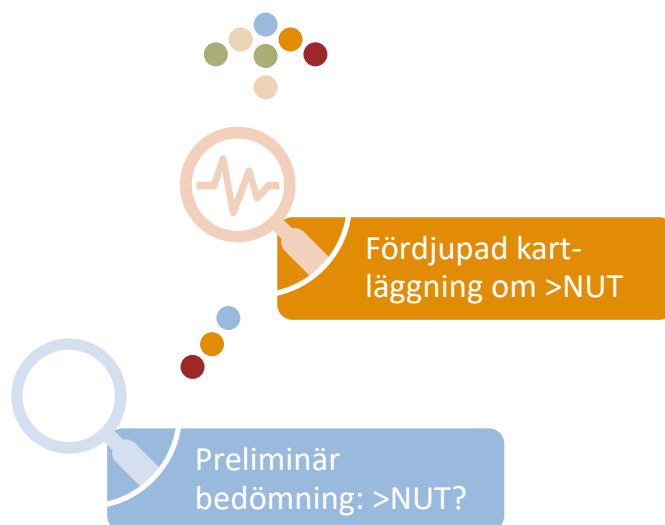 Fördjupad kart-
läggning om >NUT
Preliminär
bedömning: >NUT?